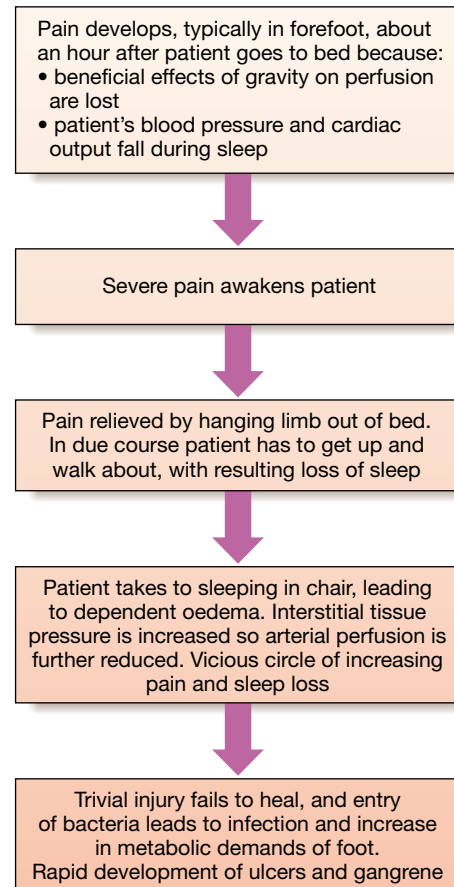 Pain develops, typically in forefoot, about
an hour after patient goes to bed because:
• beneficial effects of gravity on perfusion
are lost
• patient's blood pressure and cardiac
output fall during sleep
Severe pain awakens patient
Pain relieved by hanging limb out of bed.
In due course patient has to get up and
walk about, with resulting loss of sleep
Patient takes to sleeping in chair, leading
to dependent oedema. Interstitial tissue
pressure is increased so arterial perfusion is
further reduced. Vicious circle of increasing
pain and sleep loss
Trivial injury fails to heal, and entry
of bacteria leads to infection and increase
in metabolic demands of foot.
Rapid development of ulcers and gangrene